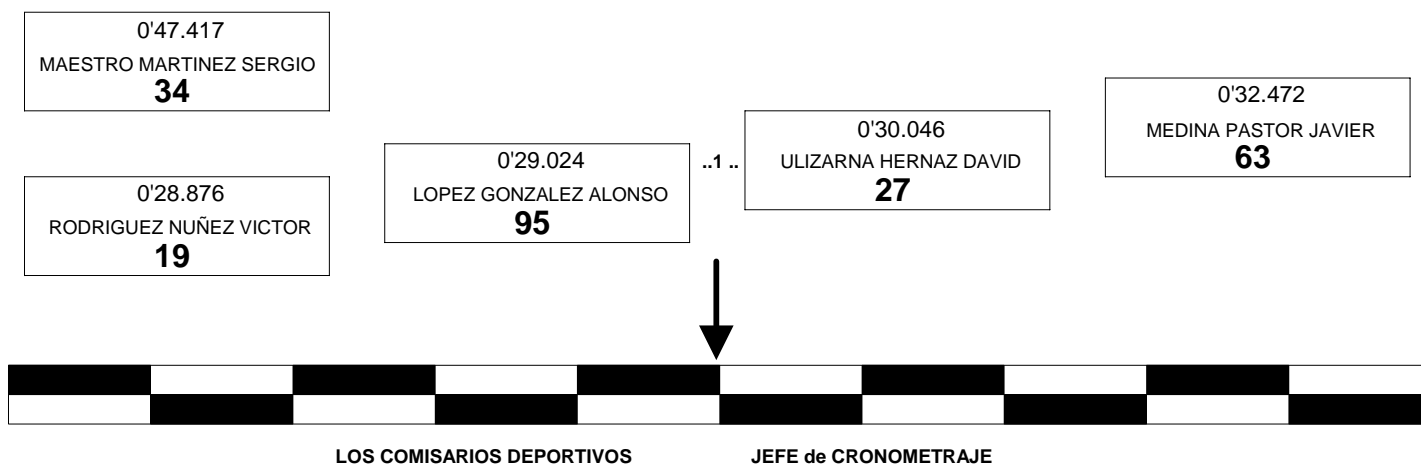 0'47.417
MAESTRO MARTINEZ SERGIO
34
0'32.472
MEDINA PASTOR JAVIER
63
0'30.046
ULIZARNA HERNAZ DAVID
27
..1 ..
0'29.024
LOPEZ GONZALEZ ALONSO
95
0'28.876
RODRIGUEZ NUÑEZ VICTOR
19
LOS COMISARIOS DEPORTIVOS
JEFE de CRONOMETRAJE